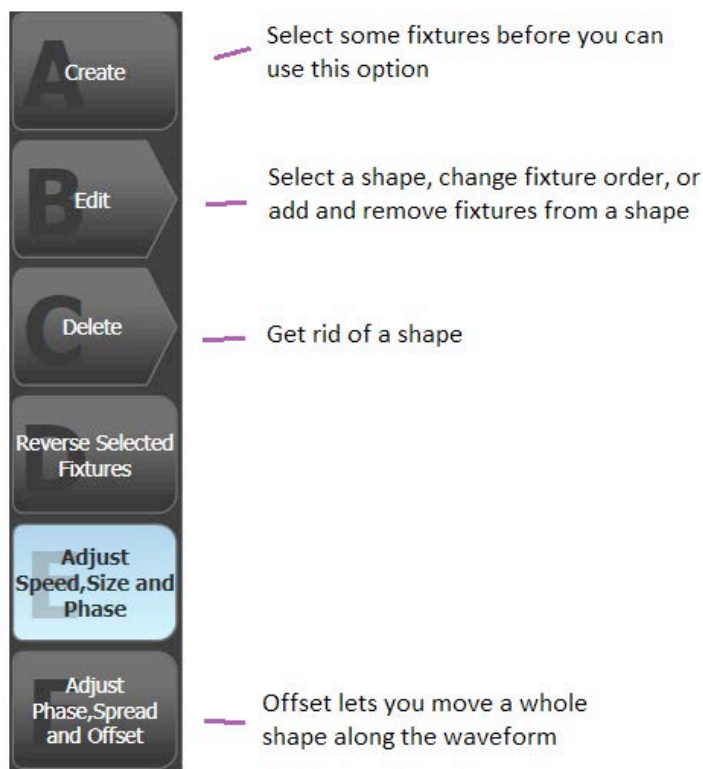 A
Create
Select some fixtures before you can
use this option
B
Edit
Select a shape, change fixture order, or
add and remove fixtures from a shape
C
Delete
Get rid of a shape
D
Reverse Selected
Fixtures
E
Adjust
Speed,Size and
Phase
F
Adjust
Phase,Spread
and Offset
Offset lets you move a whole
shape along the waveform